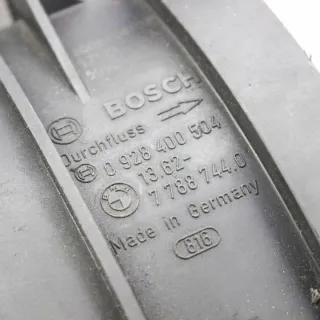 BOSCH
Durchfluss
0 928 400 504
13.62-
7 788 744.0
Made in Germany
816